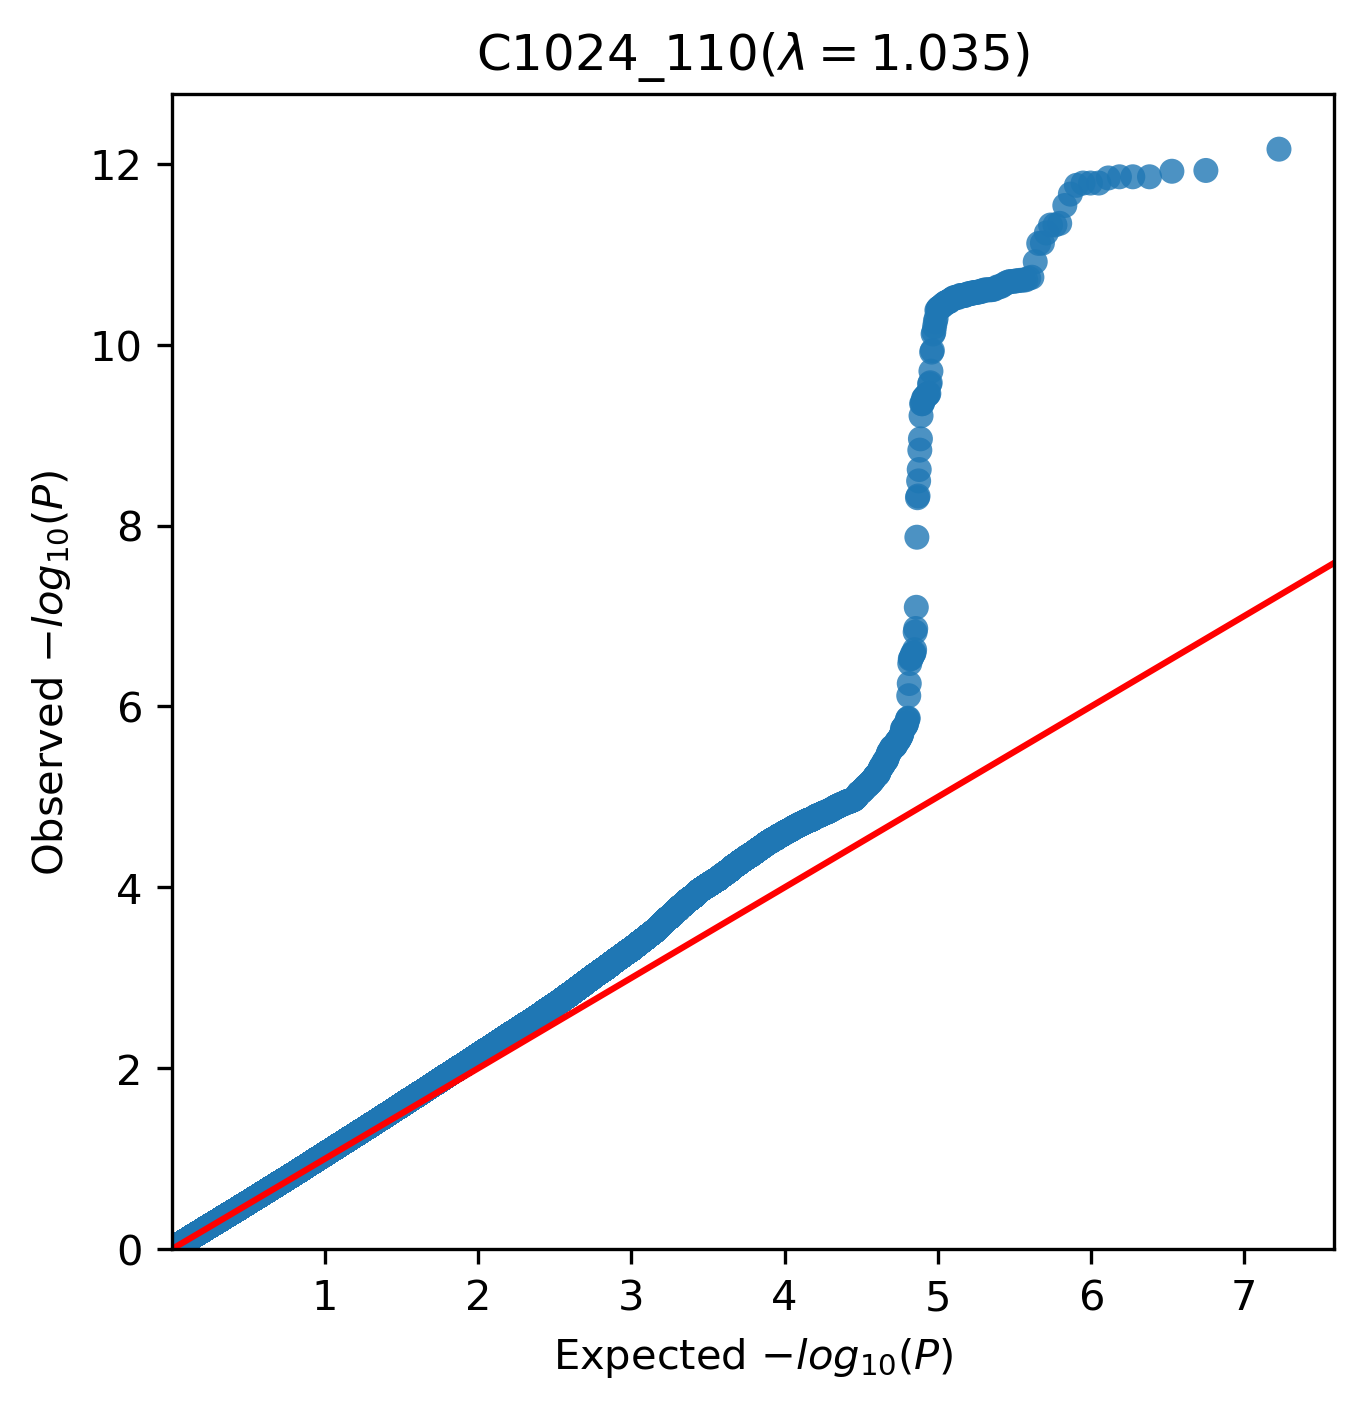 C1024_110(λ = 1.035)
12
10
8
6
4
2
0
Observed −log10(P)
1 2 3 4 5 6 7
Expected −log10(P)